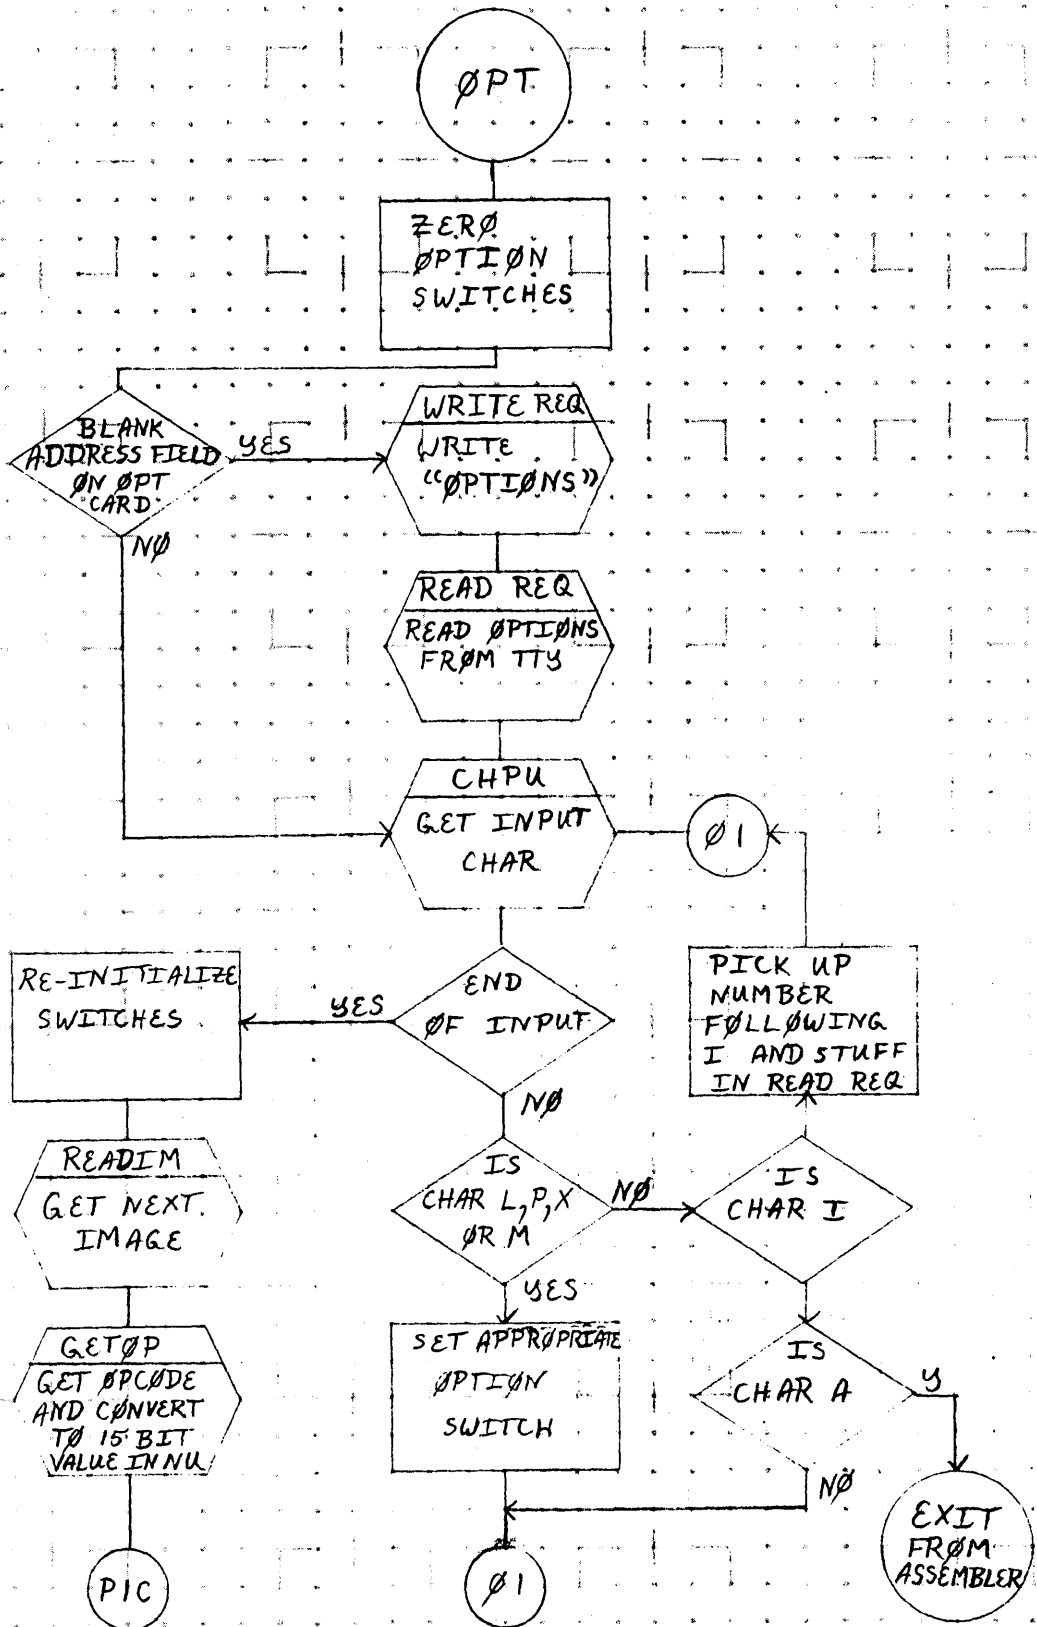 ØPT
ZERØ
ØPTIØN
SWITCHES
BLANK
ADDRESS FIELD
ØN ØPT
CARD
YES
NØ
WRITE REQ
WRITE
“ØPTIØNS”
READ REQ
READ ØPTIØNS
FRØM TTY
CHPU
GET INPUT
CHAR
Ø1
END
ØF INPUT
YES
NØ
RE-INITIALIZE
SWITCHES
PICK UP
NUMBER
FØLLØWING
I AND STUFF
IN READ REQ
READIM
GET NEXT
IMAGE
IS
CHAR L,P,X
ØR M
NØ
YES
IS
CHAR I
GETØP
GET ØPCØDE
AND CØNVERT
TØ 15 BIT
VALUE IN NU
SET APPRØPRIATE
ØPTIØN
SWITCH
IS
CHAR A
Y
NØ
PIC
Ø1
EXIT
FRØM
ASSEMBLER